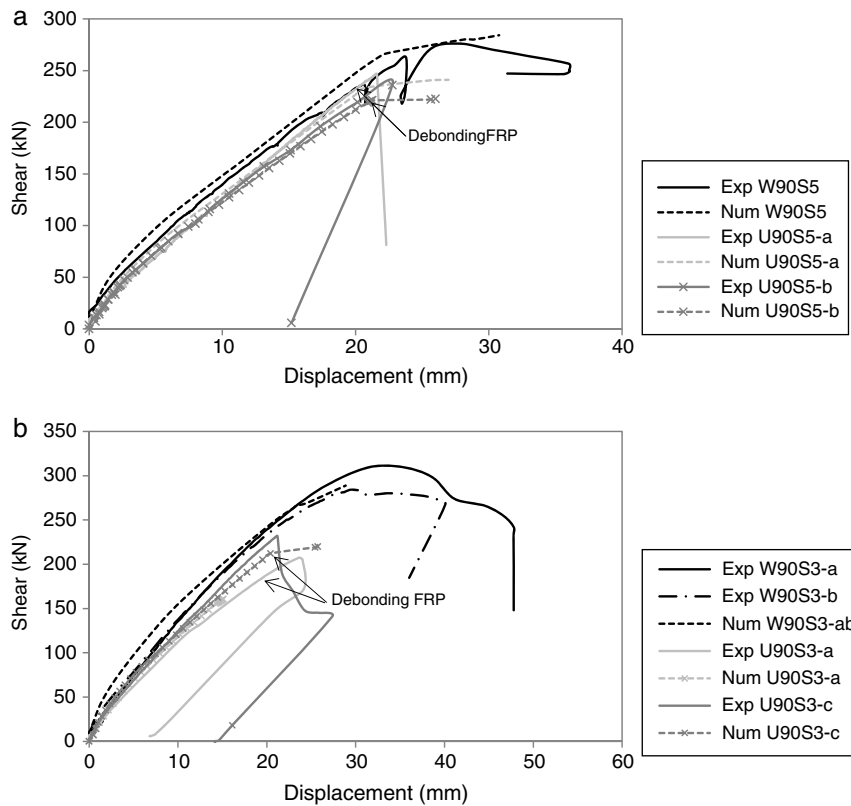 a
300
250
200
150
100
50
0
Shear (kN)
DebondingFRP
0 10 20 30 40
Displacement (mm)
Exp W90S5
Num W90S5
Exp U90S5-a
Num U90S5-a
Exp U90S5-b
Num U90S5-b
b
350
300
250
200
150
100
50
0
Shear (kN)
Debonding FRP
0 10 20 30 40 50 60
Displacement (mm)
Exp W90S3-a
Exp W90S3-b
Num W90S3-ab
Exp U90S3-a
Num U90S3-a
Exp U90S3-c
Num U90S3-c